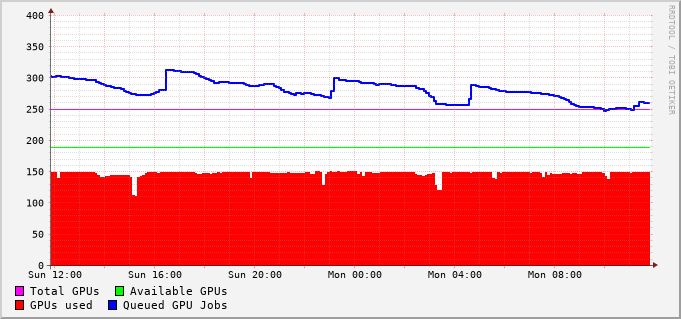 400
350
300
250
200
150
100
50
0
Sun 12:00 Sun 16:00 Sun 20:00 Mon 00:00 Mon 04:00 Mon 08:00
Total GPUs Available GPUs
GPUs used Queued GPU Jobs
RRDTOOL / TOBI OETIKER